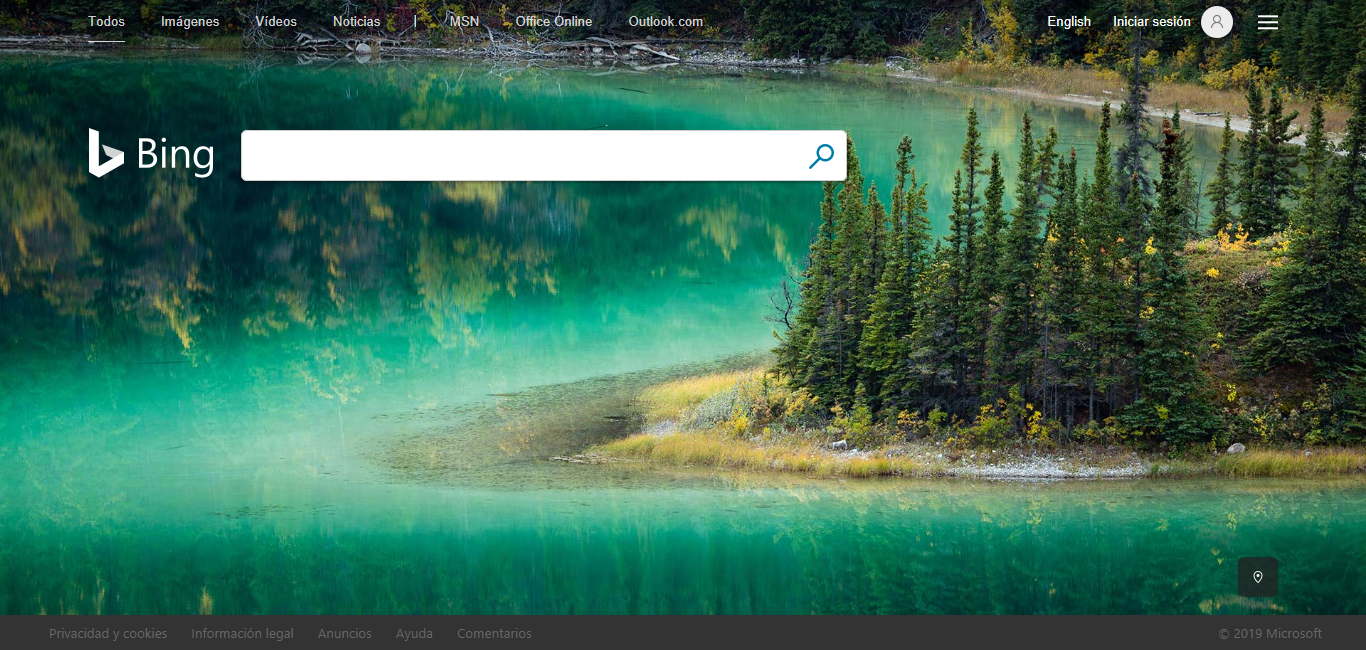 Todos Imágenes Vídeos Noticias | MSN Office Online Outlook.com English Iniciar sesión
Bing
Privacidad y cookies Información legal Anuncios Ayuda Comentarios © 2019 Microsoft